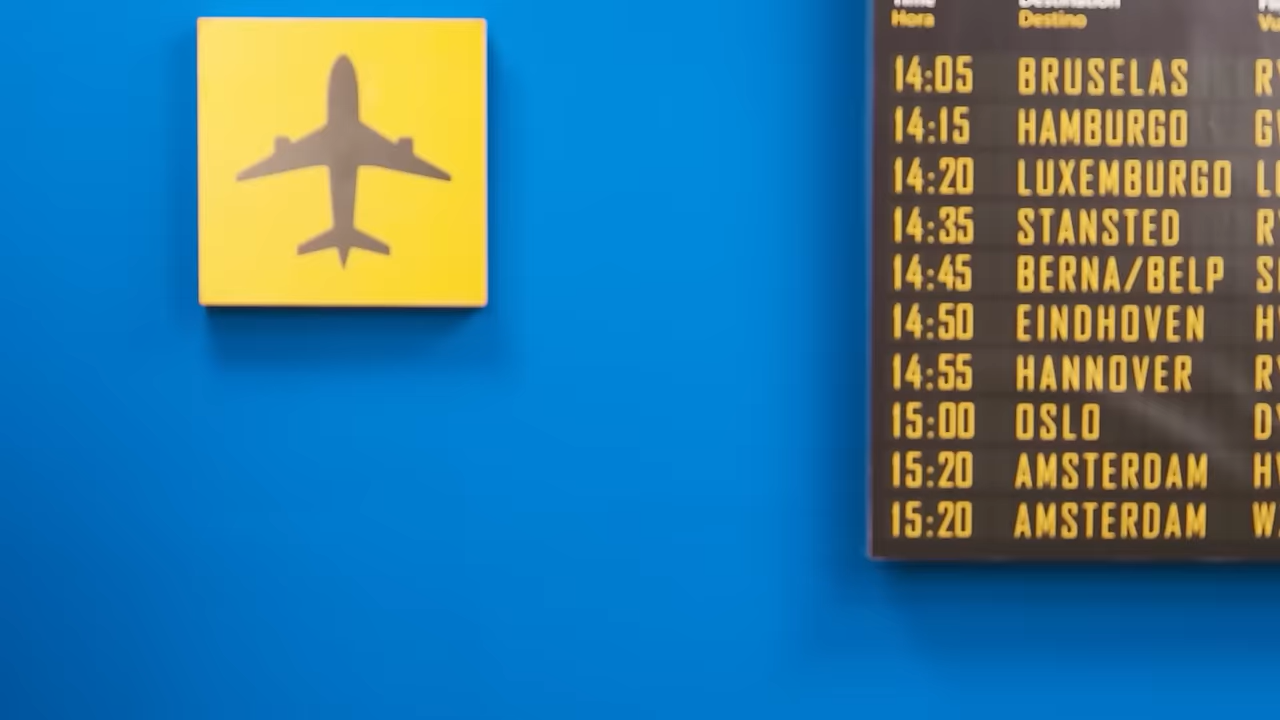 Hora Destino
14:05 BRUSELAS
14:15 HAMBURGO
14:20 LUXEMBURGO
14:35 STANSTED
14:45 BERNA/BELP
14:50 EINDHOVEN
14:55 HANNOVER
15:00 OSLO
15:20 AMSTERDAM
15:20 AMSTERDAM